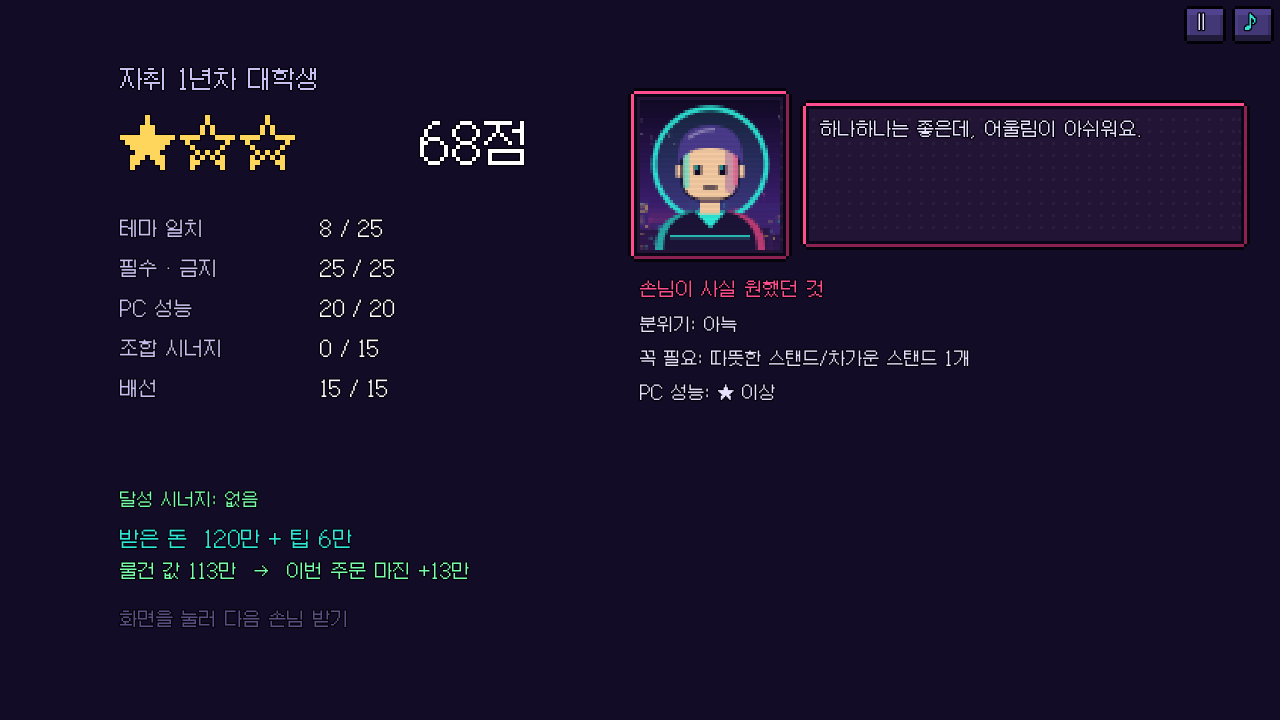 자취 1년차 대학생
★☆☆ 68점
테마 일치 8 / 25
필수 · 금지 25 / 25
PC 성능 20 / 20
조합 시너지 0 / 15
배선 15 / 15
달성 시너지: 없음
받은 돈 120만 + 팁 6만
물건 값 113만 → 이번 주문 마진 +13만
화면을 눌러 다음 손님 받기
하나하나는 좋은데, 어울림이 아쉬워요.
손님이 사실 원했던 것
분위기: 아늑
꼭 필요: 따뜻한 스탠드/차가운 스탠드 1개
PC 성능: ★ 이상